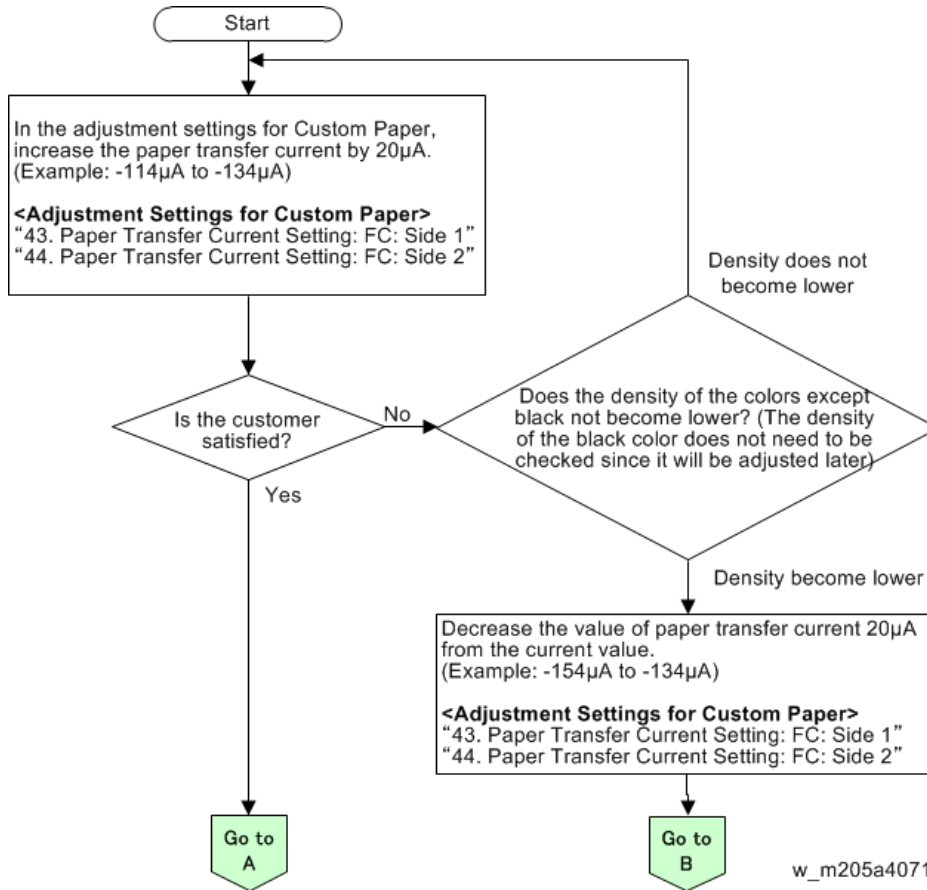 Start
In the adjustment settings for Custom Paper,
increase the paper transfer current by 20µA.
(Example: -114µA to -134µA)
<Adjustment Settings for Custom Paper>
“43. Paper Transfer Current Setting: FC: Side 1”
“44. Paper Transfer Current Setting: FC: Side 2”
Density does not
become lower
Is the customer
satisfied?
No
Does the density of the colors except
black not become lower? (The density
of the black color does not need to be
checked since it will be adjusted later)
Yes
Density become lower
Decrease the value of paper transfer current 20µA
from the current value.
(Example: -154µA to -134µA)
<Adjustment Settings for Custom Paper>
“43. Paper Transfer Current Setting: FC: Side 1”
“44. Paper Transfer Current Setting: FC: Side 2”
Go to
A
Go to
B
w_m205a4071